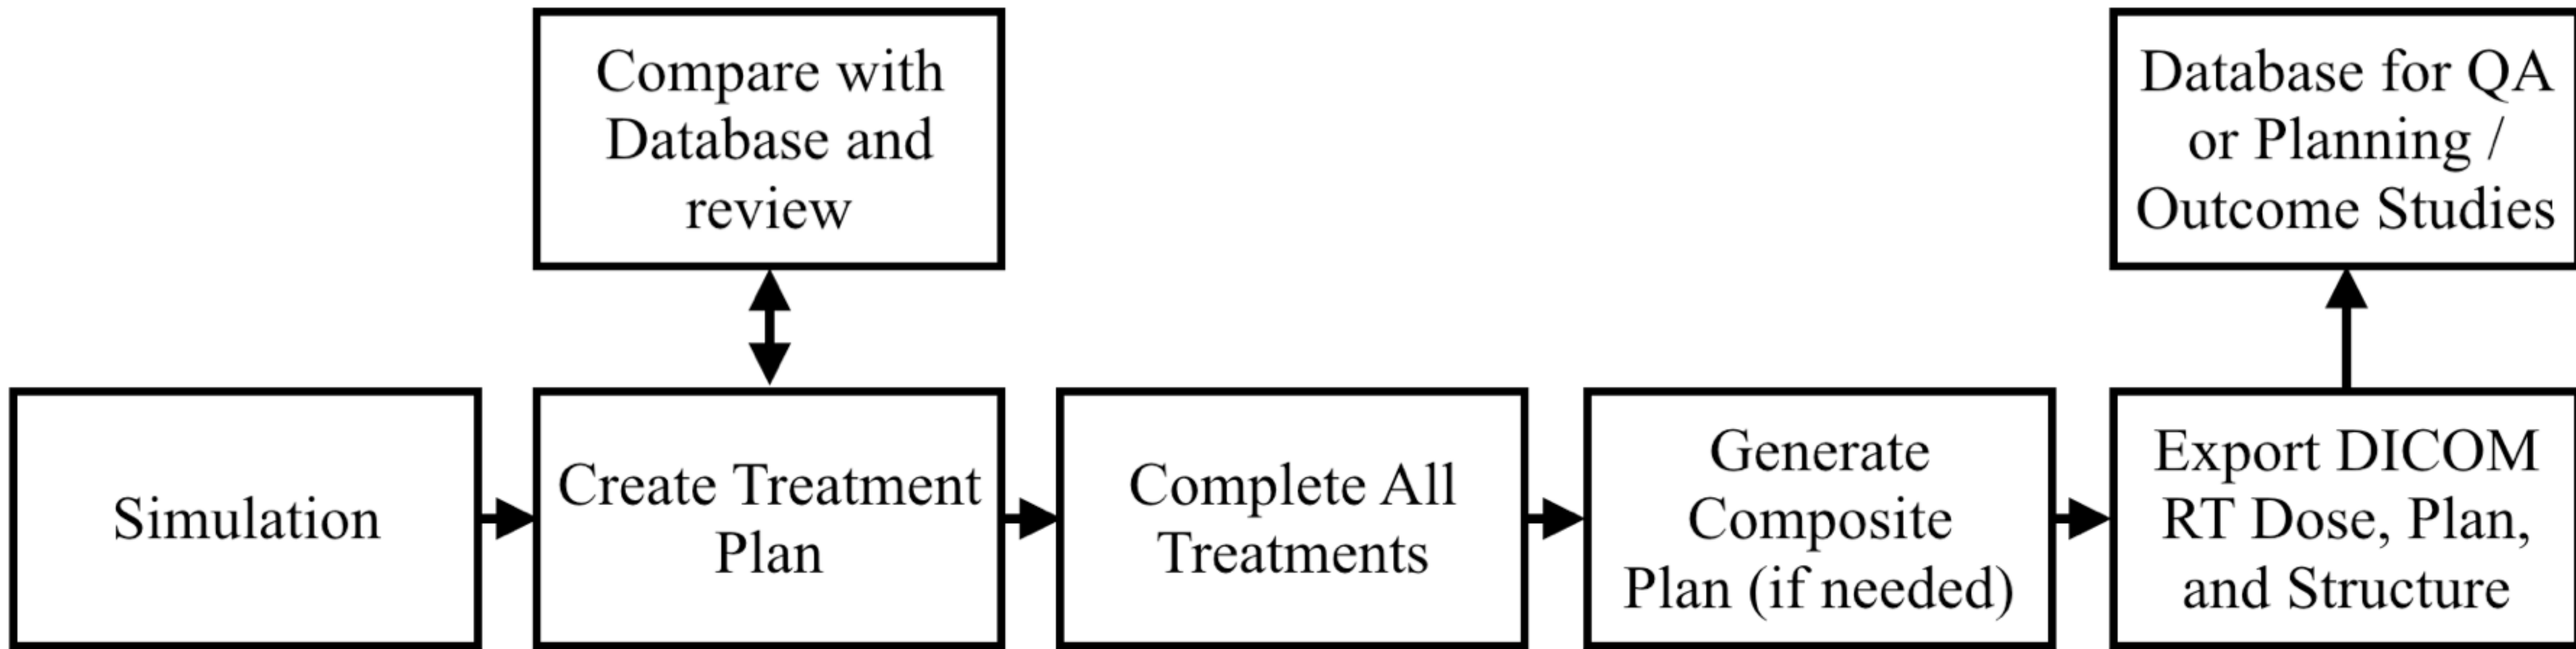 Compare with
Database and
review
Database for QA
or Planning /
Outcome Studies
Simulation
Create Treatment
Plan
Complete All
Treatments
Generate
Composite
Plan (if needed)
Export DICOM
RT Dose, Plan,
and Structure